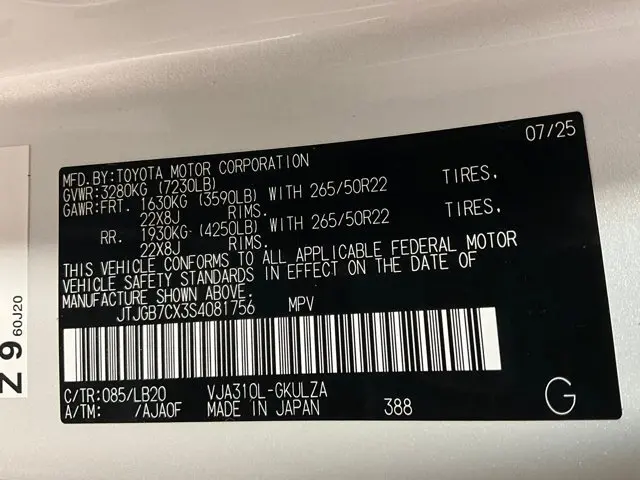 07/25
MFD.BY:TOYOTA MOTOR CORPORATION
GVWR:3280KG (7230LB)
GAWR:FRT. 1630KG (3590LB) WITH 265/50R22 TIRES,
22X8J RIMS.
RR. 1930KG (4250LB) WITH 265/50R22 TIRES,
22X8J RIMS.
THIS VEHICLE CONFORMS TO ALL APPLICABLE FEDERAL MOTOR
VEHICLE SAFETY STANDARDS IN EFFECT ON THE DATE OF
MANUFACTURE SHOWN ABOVE.
JTJGB7CX3S4081756 MPV
C/TR:085/LB20 VJA310L-GKULZA
A/TM: /AJA0F MADE IN JAPAN 388
G
Z 9 60J20